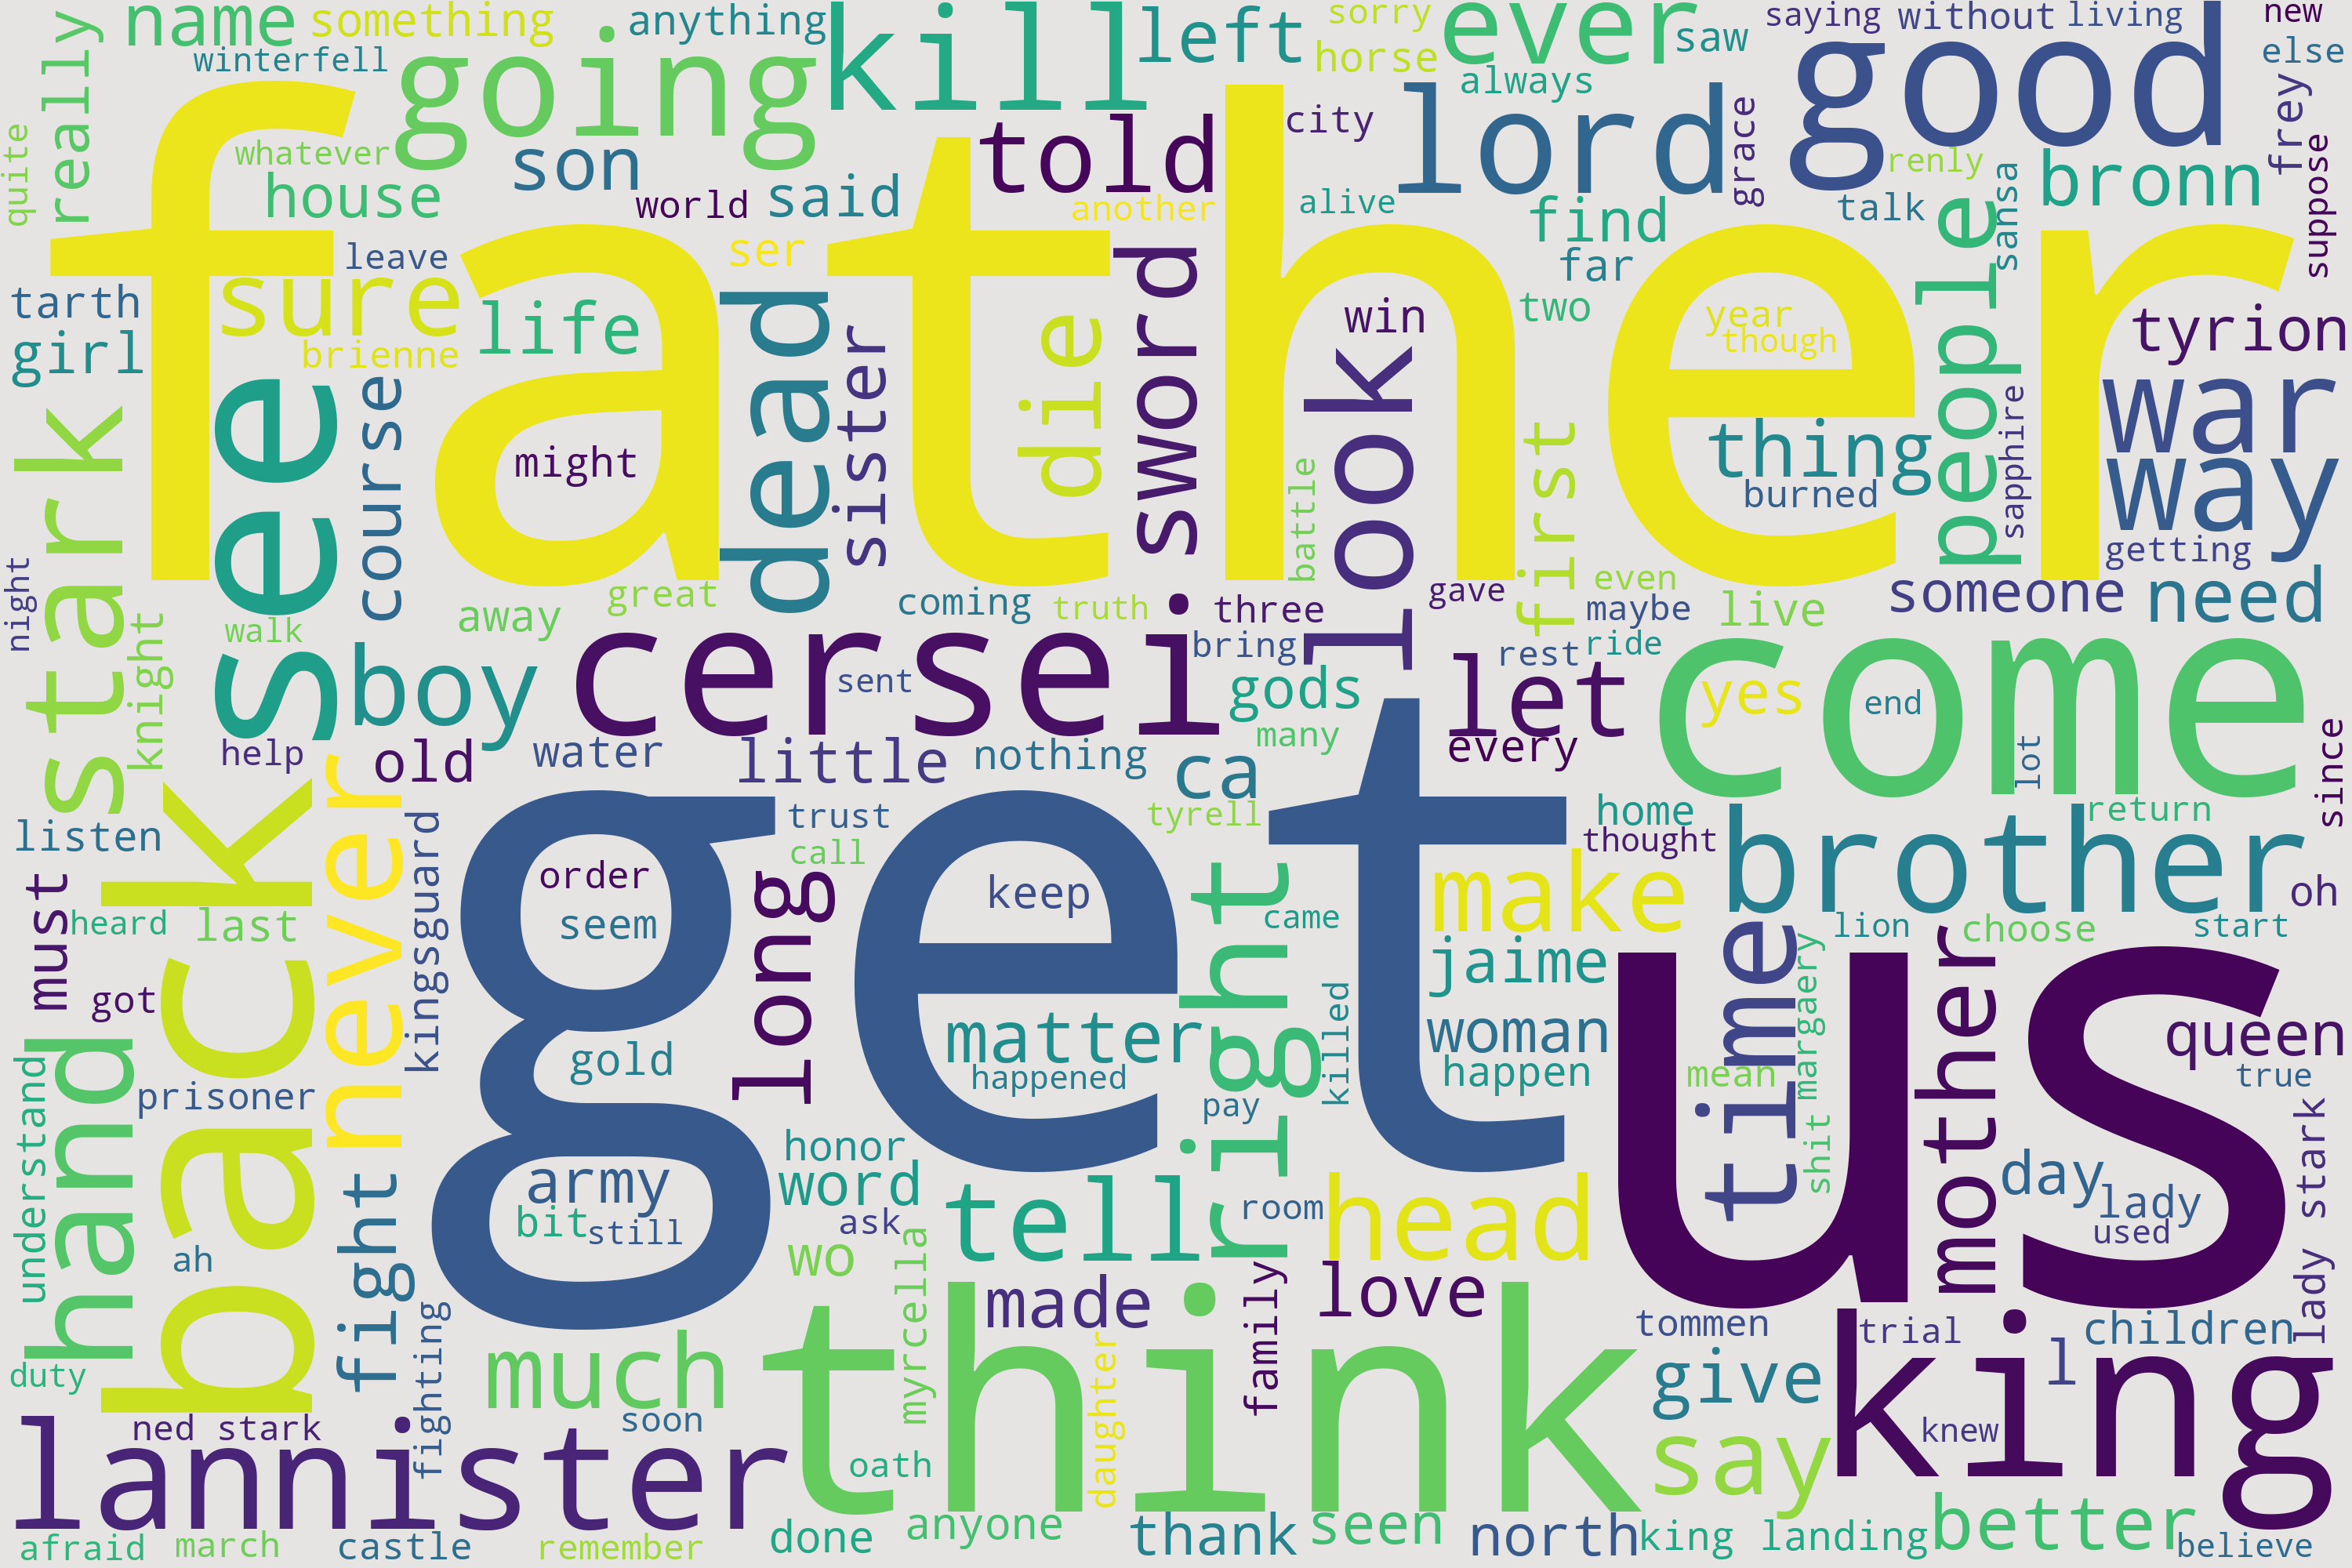 father
get
us
think
come
king
back
good
cersei
see
lannister
going
kill
lord
ever
left
told
name
something
anything
winterfell
really
quite
whatever
house
son
world
said
another
ser
sorry
horse
saw
always
city
alive
saying
without
living
new
else
grace
renly
talk
sansa
frey
suppose
bronn
people
find
far
two
tarth
girl
sure
leave
brienne
life
stark
course
might
dead
sister
die
sword
look
win
battle
first
year
though
thing
burned
sapphire
tyrion
war
way
getting
night
knight
walk
away
great
coming
truth
three
gave
even
maybe
live
someone
need
boy
sent
bring
gods
many
rest
ride
let
yes
end
every
help
old
water
little
nothing
ca
lot
since
listen
never
kingsguard
trust
call
tyrell
home
thought
brother
return
oh
must
heard
last
got
order
seem
long
keep
right
came
make
jaime
time
lion
choose
start
margaery
mother
queen
hand
understand
prisoner
gold
matter
happened
pay
killed
woman
happen
mean
shit
true
fight
army
bit
still
honor
word
ask
wo
tell
room
head
day
lady
used
lady stark
ah
duty
fighting
much
myrcella
made
daughter
family
love
tommen
trial
l
children
give
ned stark
soon
oath
say
knew
afraid
march
castle
remember
done
anyone
thank
seen
north
king landing
better
believe